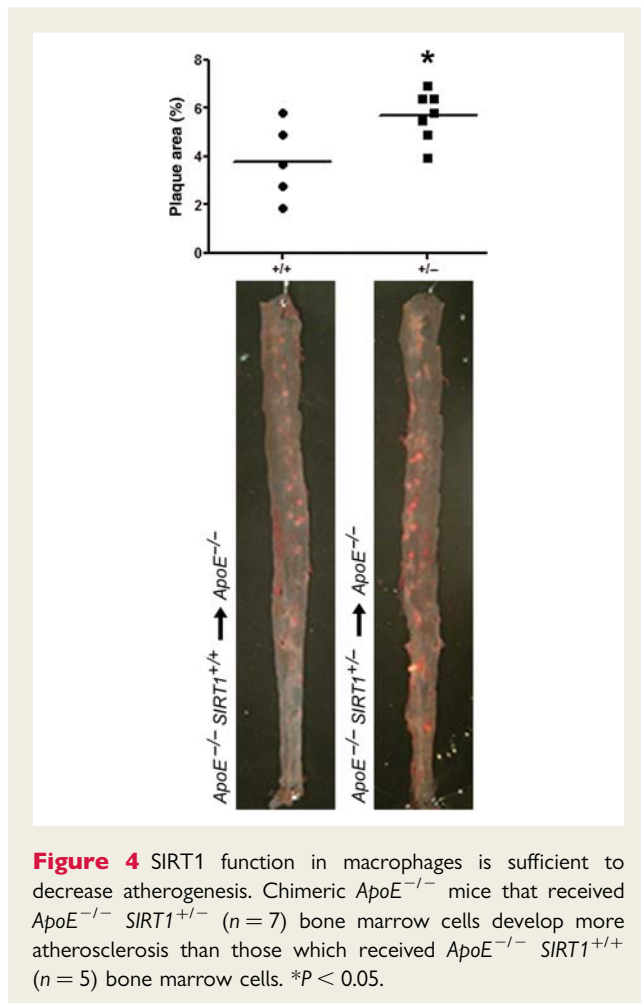 8
*
6
4
2
0
Plaque area (%)
+/+ +/−
ApoE−/− SIRT1+/+ → ApoE−/−
ApoE−/− SIRT1+/− → ApoE−/−
Figure 4 SIRT1 function in macrophages is sufficient to
decrease atherogenesis. Chimeric ApoE−/− mice that received
ApoE−/− SIRT1+/− (n = 7) bone marrow cells develop more
atherosclerosis than those which received ApoE−/− SIRT1+/+
(n = 5) bone marrow cells. *P < 0.05.